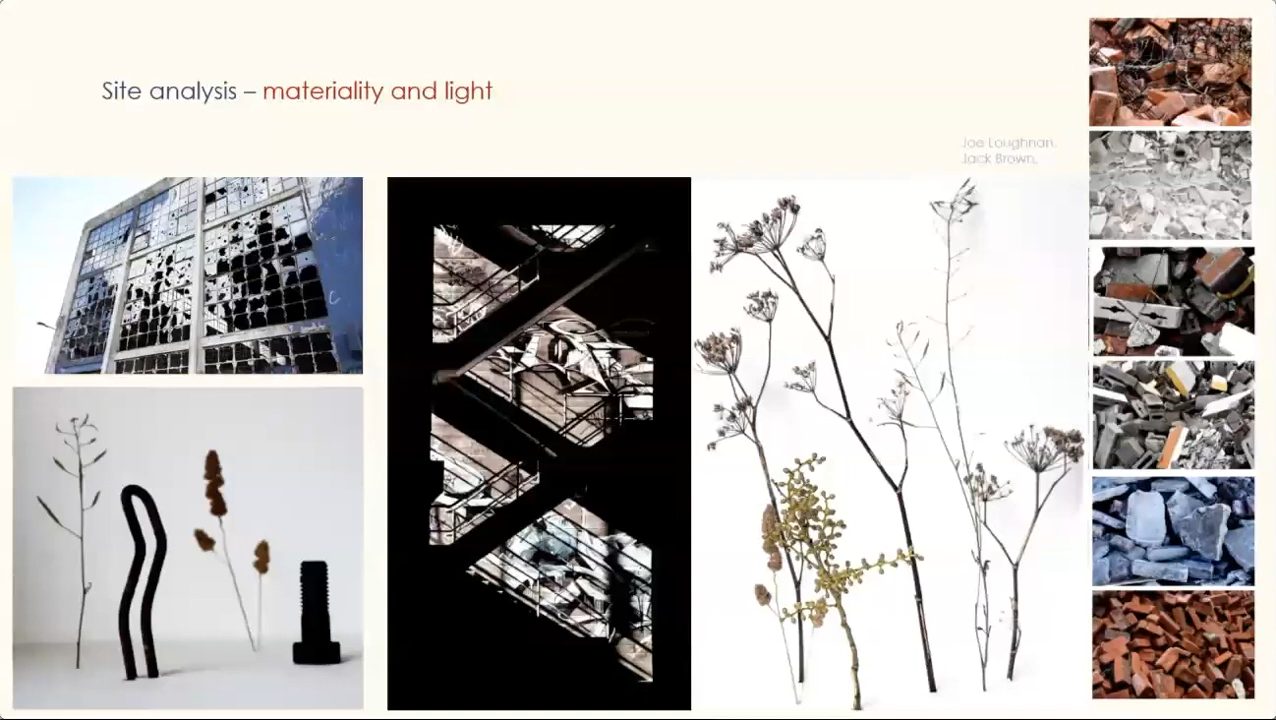 Site analysis – materiality and light
Joe Loughnan.
Jack Brown.